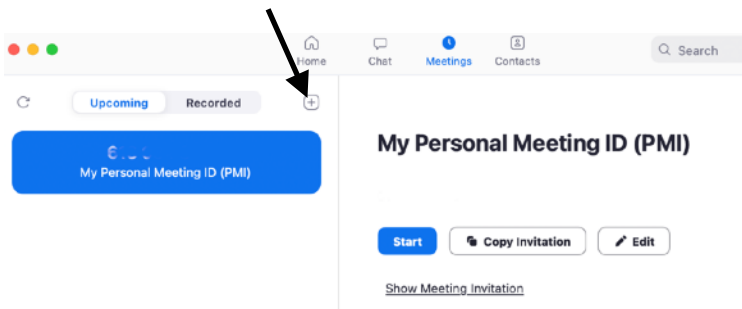 Home
Chat
Meetings
Contacts
Search
Upcoming
Recorded
My Personal Meeting ID (PMI)
My Personal Meeting ID (PMI)
Start
Copy Invitation
Edit
Show Meeting Invitation